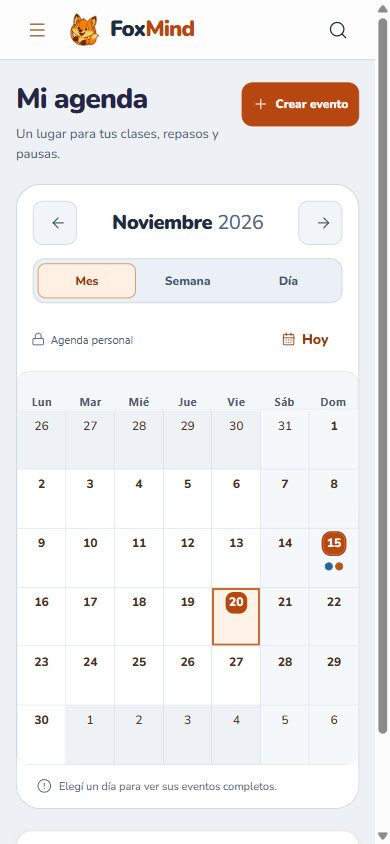 FoxMind
Mi agenda
Crear evento
Un lugar para tus clases, repasos y
pausas.
Noviembre 2026
Mes Semana Día
Agenda personal Hoy
Lun Mar Mié Jue Vie Sáb Dom
26 27 28 29 30 31 1
2 3 4 5 6 7 8
9 10 11 12 13 14 15
16 17 18 19 20 21 22
23 24 25 26 27 28 29
30 1 2 3 4 5 6
Elegí un día para ver sus eventos completos.